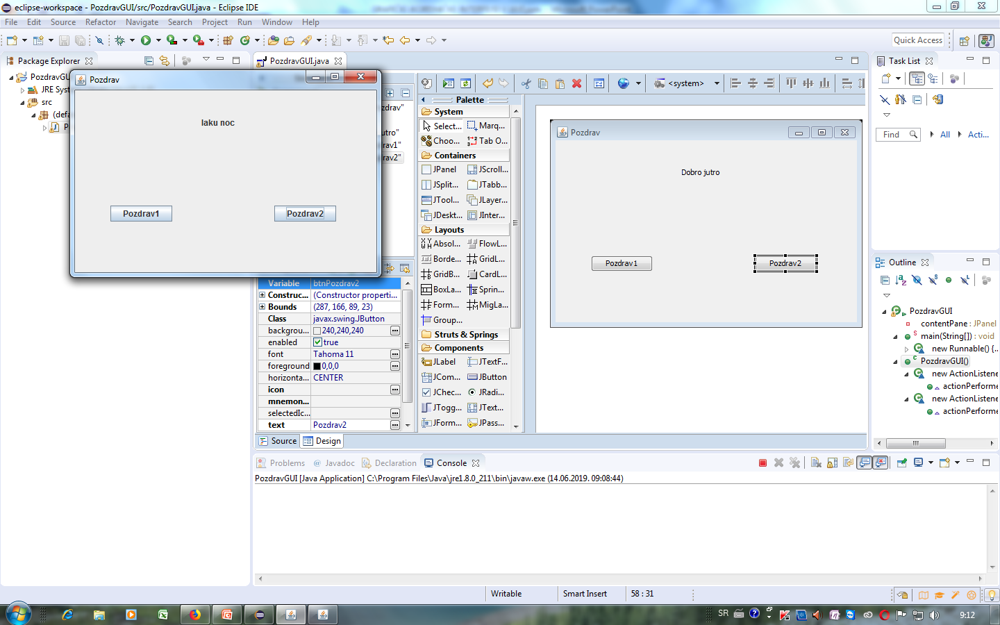 eclipse-workspace - PozdravGUI/src/PozdravGUI.java - Eclipse IDE
File Edit Source Refactor Navigate Search Project Run Window Help
Quick Access
Package Explorer
PozdravGU
JRE Sys
src
(defa
P
Pozdrav
laku noc
Pozdrav1
Pozdrav2
PozdravGUI.java
zdrav"
utro"
rav1"
rav2"
Variable btnPozdrav2
Construc... (Constructor properti...
Bounds (287, 166, 89, 23)
Class javax.swing.JButton
backgrou... 240,240,240
enabled true
font Tahoma 11
foreground 0,0,0
horizonta... CENTER
icon
mnemon...
selectedIc...
text Pozdrav2
Source Design
<system>
Palette
System
Select... Marq...
Choo... Tab O...
Containers
JPanel JScroll...
JSplit... JTabb...
JTool... JLayer...
JDeskt... JInter...
Layouts
Absol... FlowL...
Borde... GridL...
GridB... CardL...
BoxLa... Sprin...
Form... MigLa...
Group...
Struts & Springs
Components
JLabel JTextF...
JCom... JButton
JChec... JRadi...
JTogg... JText...
JForm... JPass...
Pozdrav
Dobro jutro
Pozdrav1
Pozdrav2
Task List
Find All Acti...
Outline
PozdravGUI
contentPane : JPanel
main(String[]) : void
new Runnable() {..
PozdravGUI()
new ActionListene
actionPerforme
new ActionListene
actionPerforme
Problems @ Javadoc Declaration Console
PozdravGUI [Java Application] C:\Program Files\Java\jre1.8.0_211\bin\javaw.exe (14.06.2019. 09:08:44)
Writable Smart Insert 58 : 31
SR 9:12